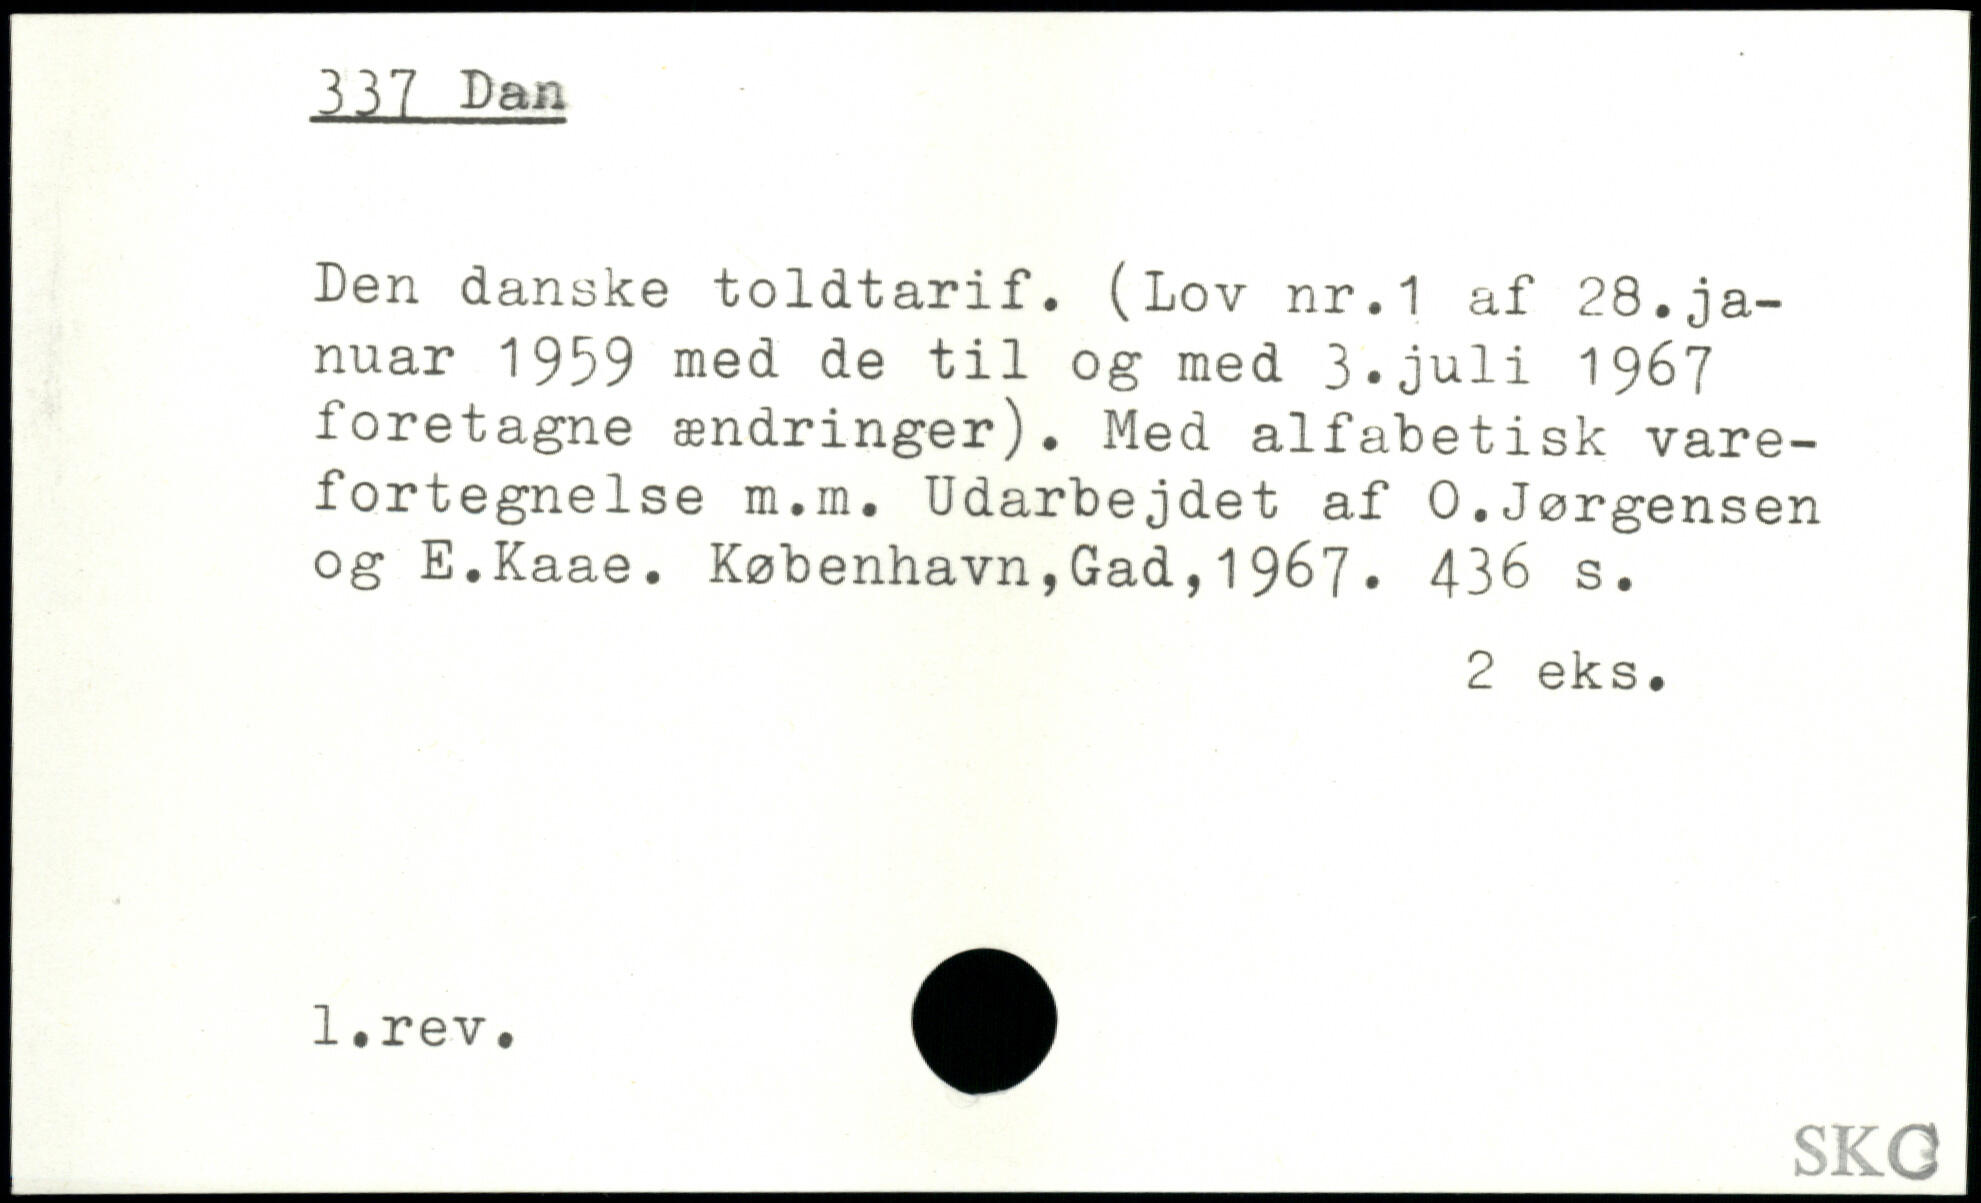 337 Dan
Den danske toldtarif. (Lov nr.1 af 28.ja-
nuar 1959 med de til og med 3.juli 1967
foretagne ændringer). Med alfabetisk vare-
fortegnelse m.m. Udarbejdet af O.Jørgensen
og E.Kaae. København,Gad,1967. 436 s.
2 eks.
1.rev.
SKC